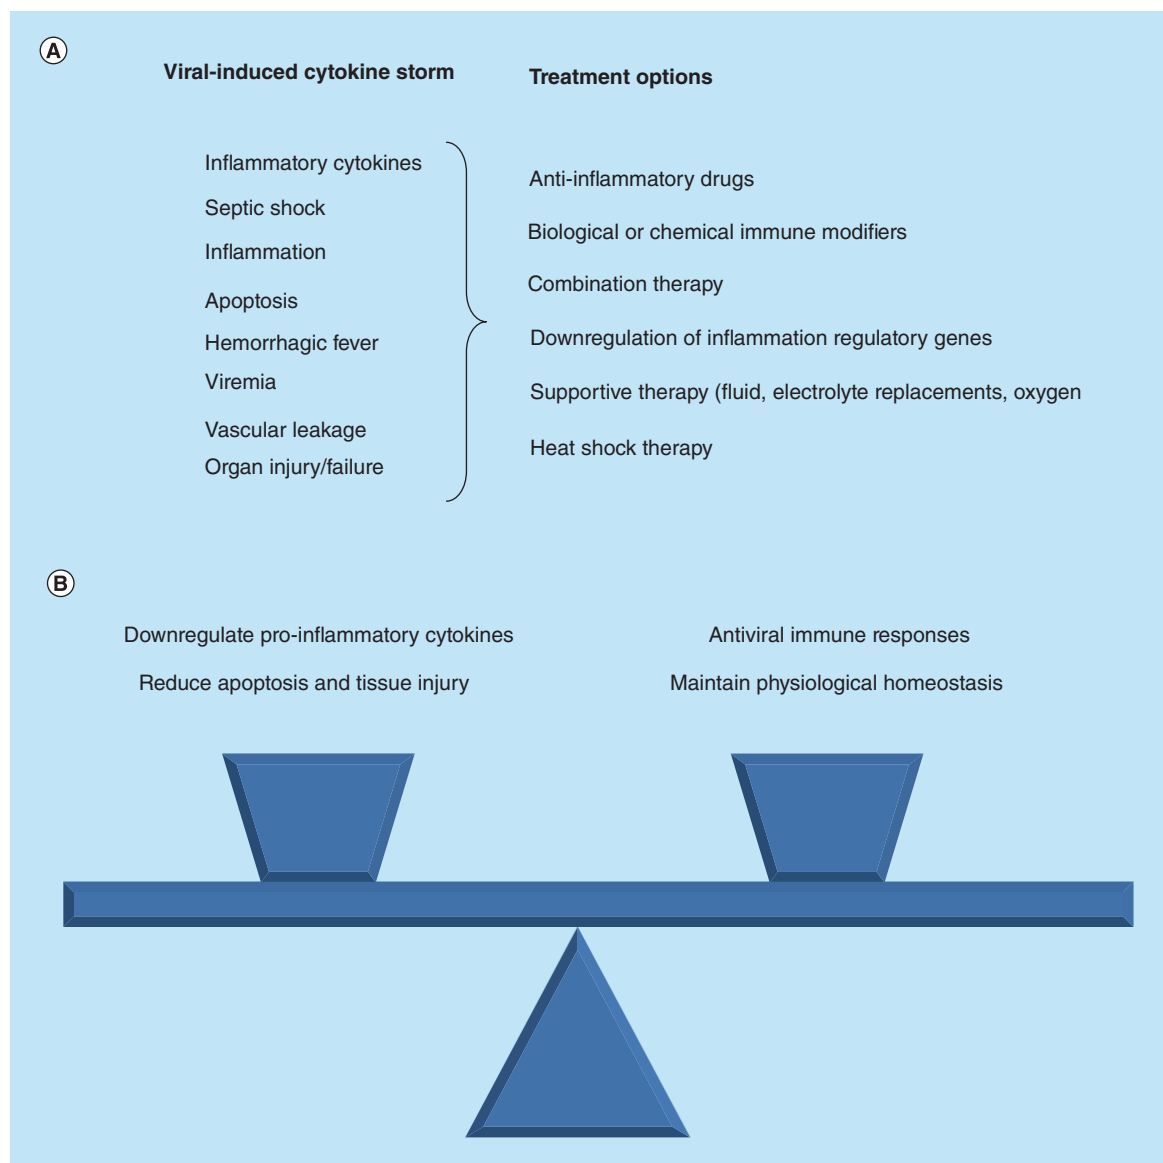 A
Viral-induced cytokine storm
Treatment options
Inflammatory cytokines
Septic shock
Inflammation
Apoptosis
Hemorrhagic fever
Viremia
Vascular leakage
Organ injury/failure
Anti-inflammatory drugs
Biological or chemical immune modifiers
Combination therapy
Downregulation of inflammation regulatory genes
Supportive therapy (fluid, electrolyte replacements, oxygen
Heat shock therapy
B
Downregulate pro-inflammatory cytokines
Reduce apoptosis and tissue injury
Antiviral immune responses
Maintain physiological homeostasis